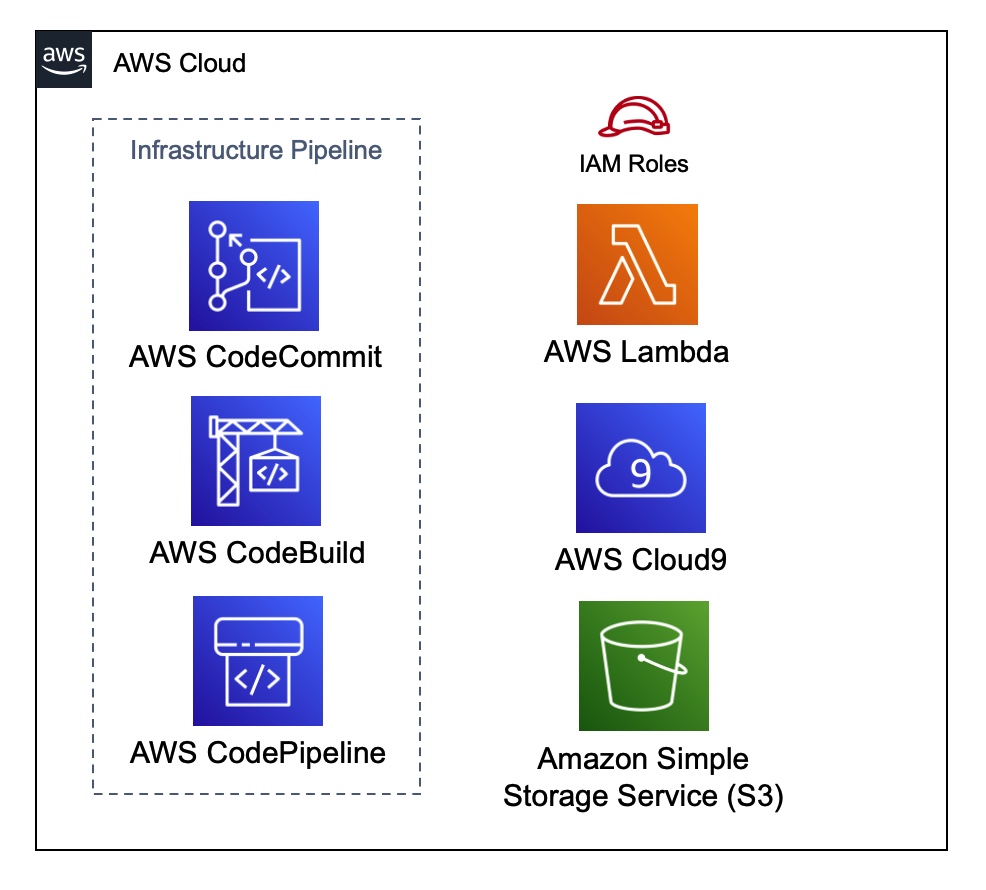 aws
AWS Cloud
Infrastructure Pipeline
</>
AWS CodeCommit
</>
AWS CodeBuild
</>
AWS CodePipeline
IAM Roles
AWS Lambda
9
AWS Cloud9
Amazon Simple
Storage Service (S3)